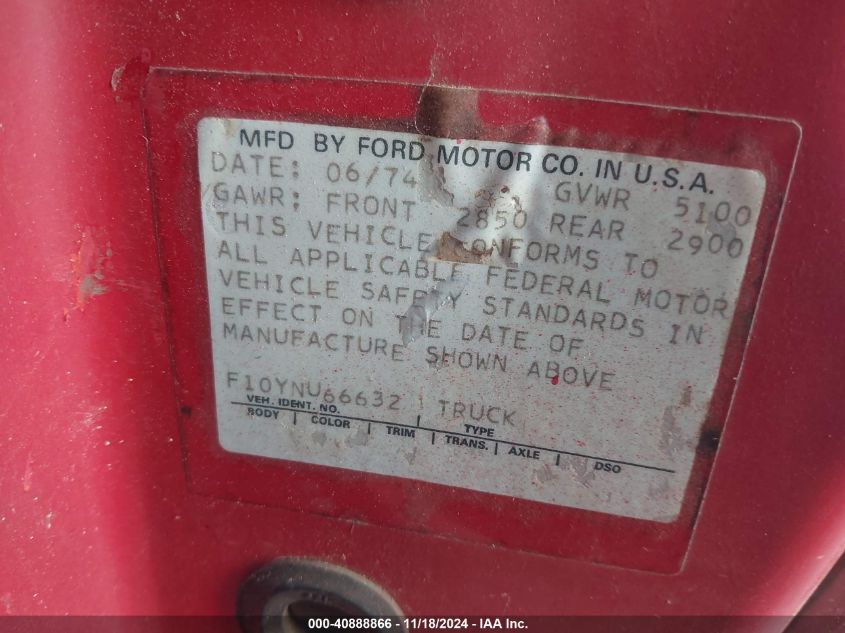 MFD BY FORD MOTOR CO. IN U.S.A.
DATE: 06/74 GVWR 5100
GAWR: FRONT 2850 REAR 2900
THIS VEHICLE CONFORMS TO
ALL APPLICABLE FEDERAL MOTOR
VEHICLE SAFETY STANDARDS IN
EFFECT ON THE DATE OF
MANUFACTURE SHOWN ABOVE
F10YNU66632 TRUCK
VEH. IDENT. NO. TYPE
BODY | COLOR | TRIM | TRANS. | AXLE | DSO
000-40888866 - 11/18/2024 - IAA Inc.